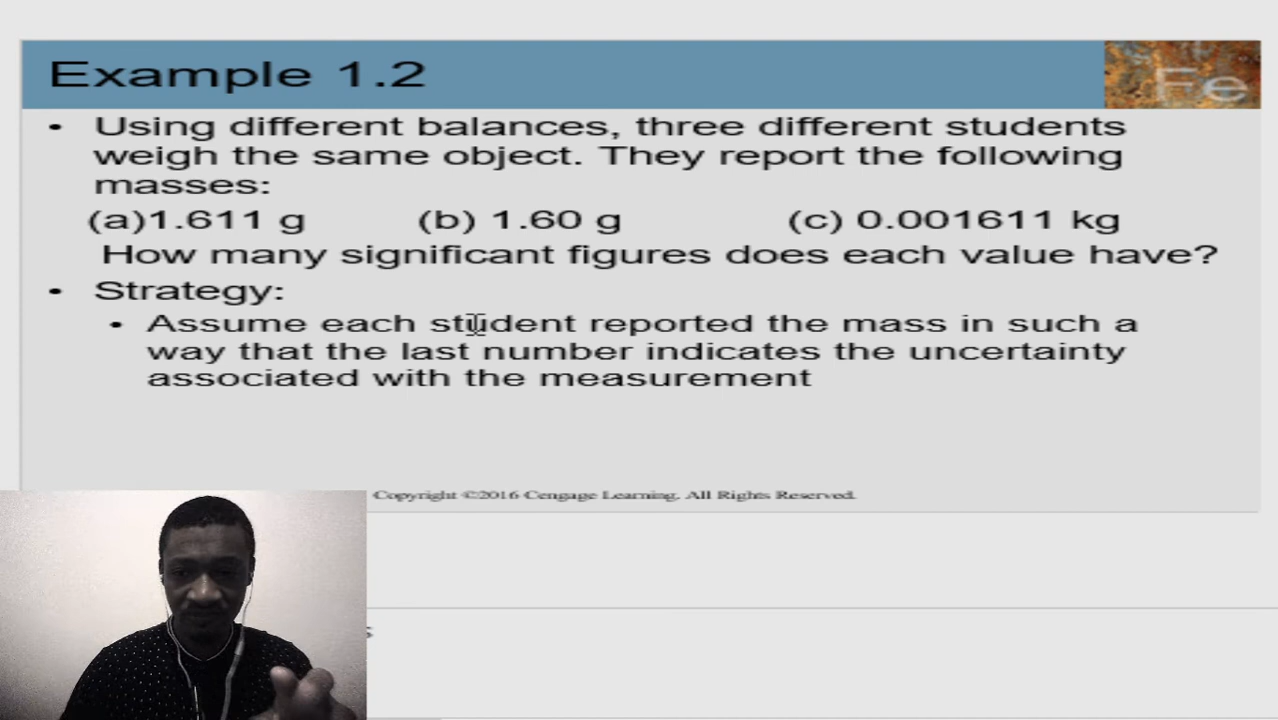 Example 1.2
Fe
• Using different balances, three different students
weigh the same object. They report the following
masses:
(a)1.611 g (b) 1.60 g (c) 0.001611 kg
How many significant figures does each value have?
• Strategy:
• Assume each student reported the mass in such a
way that the last number indicates the uncertainty
associated with the measurement
Copyright ©2016 Cengage Learning. All Rights Reserved.